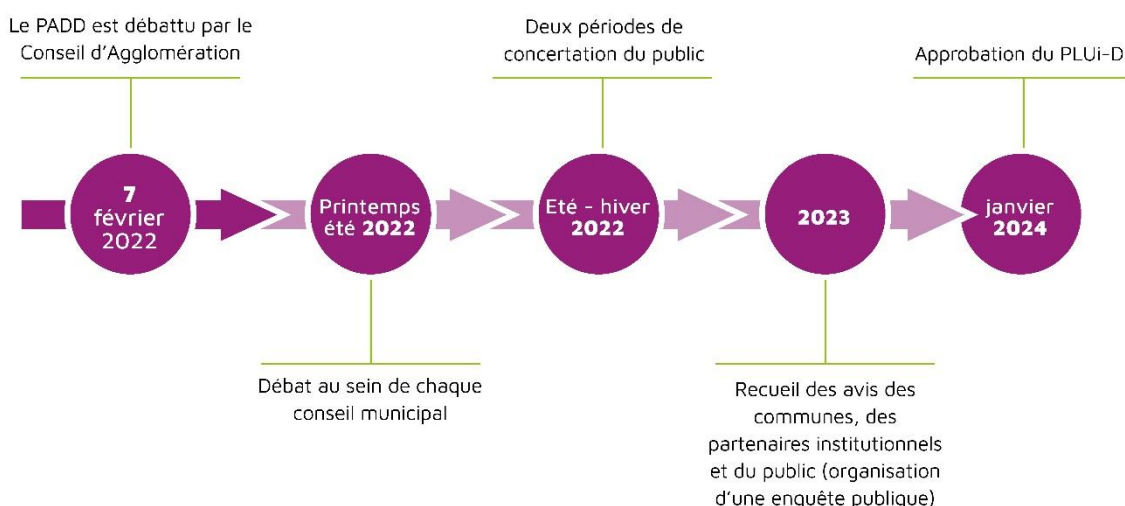 Le PADD est débattu par le
Conseil d’Agglomération
7
février
2022
Printemps
été 2022
Débat au sein de chaque
conseil municipal
Deux périodes de
concertation du public
Eté - hiver
2022
2023
Recueil des avis des
communes, des
partenaires institutionnels
et du public (organisation
d’une enquête publique)
Approbation du PLUi-D
janvier
2024